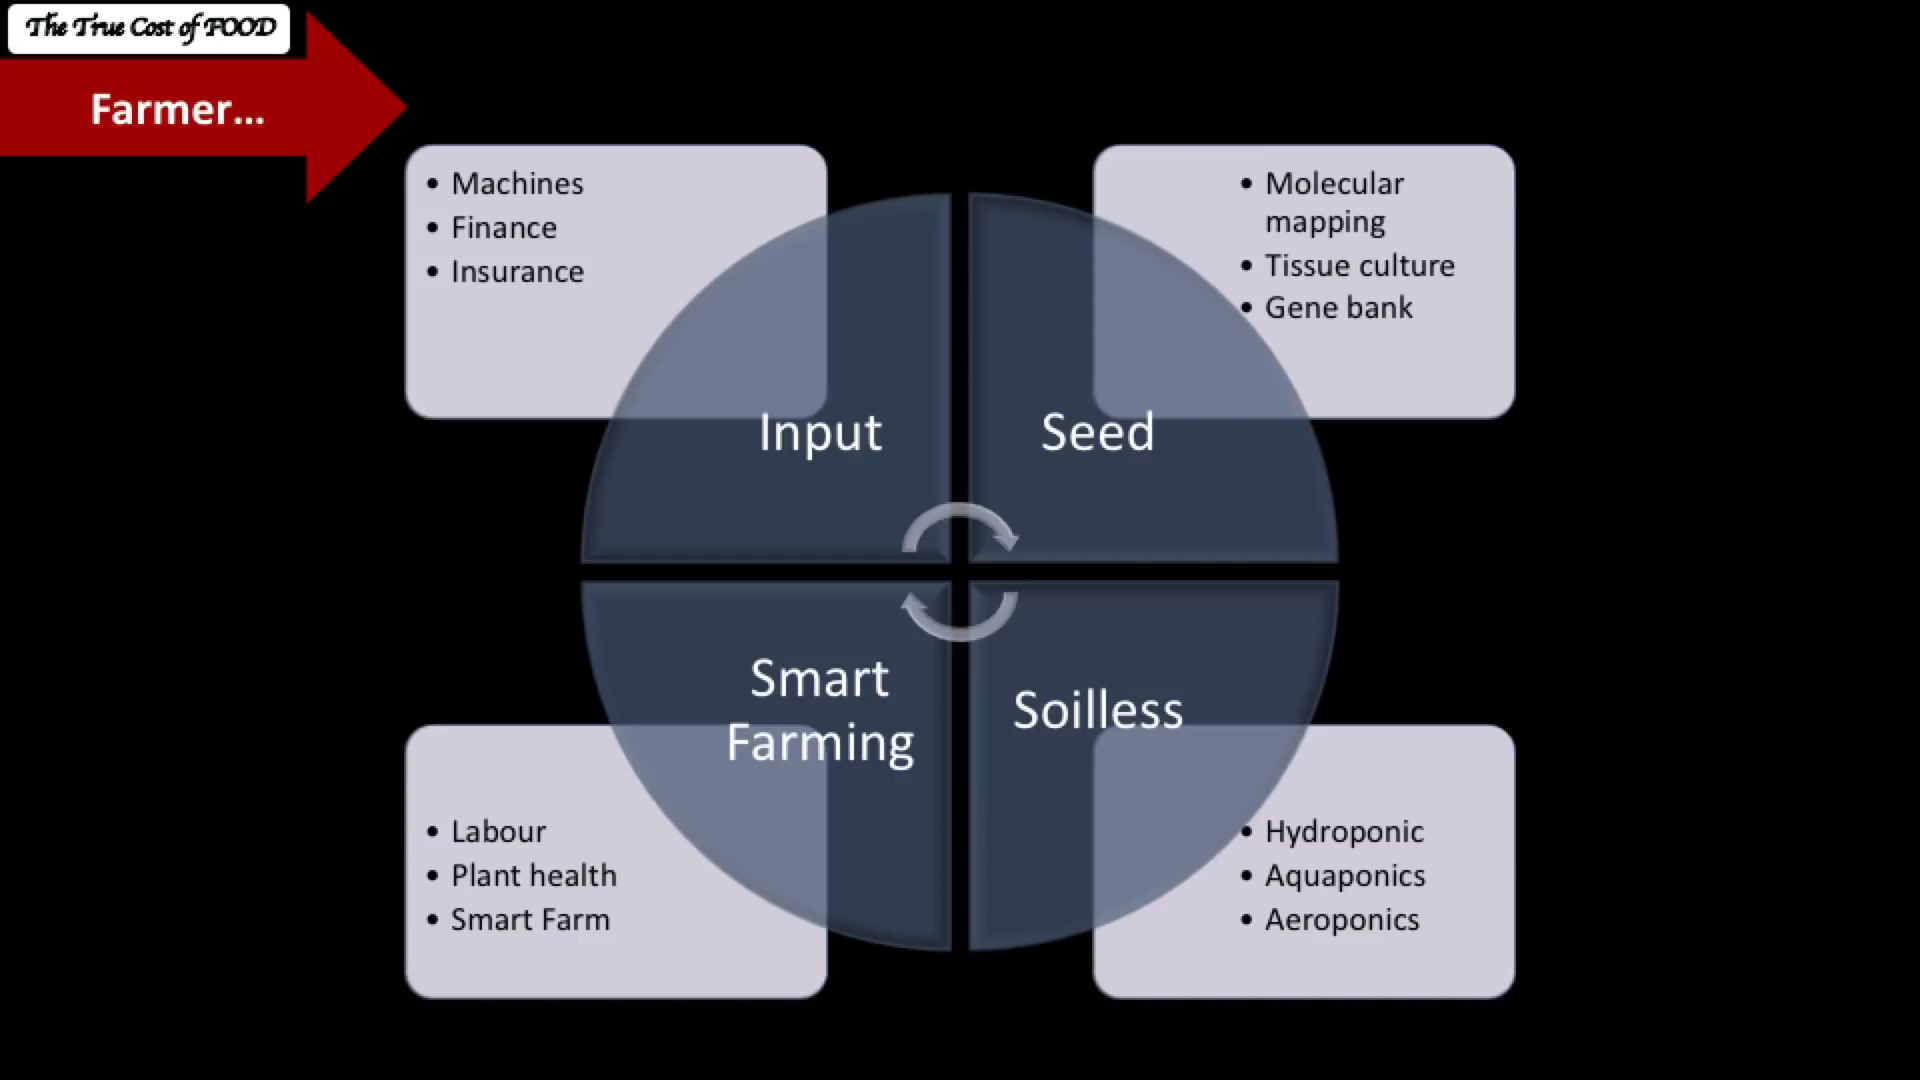 The True Cost of FOOD
Farmer...
• Machines
• Finance
• Insurance
• Molecular
mapping
• Tissue culture
• Gene bank
Input
Seed
Smart
Farming
Soilless
• Labour
• Plant health
• Smart Farm
• Hydroponic
• Aquaponics
• Aeroponics